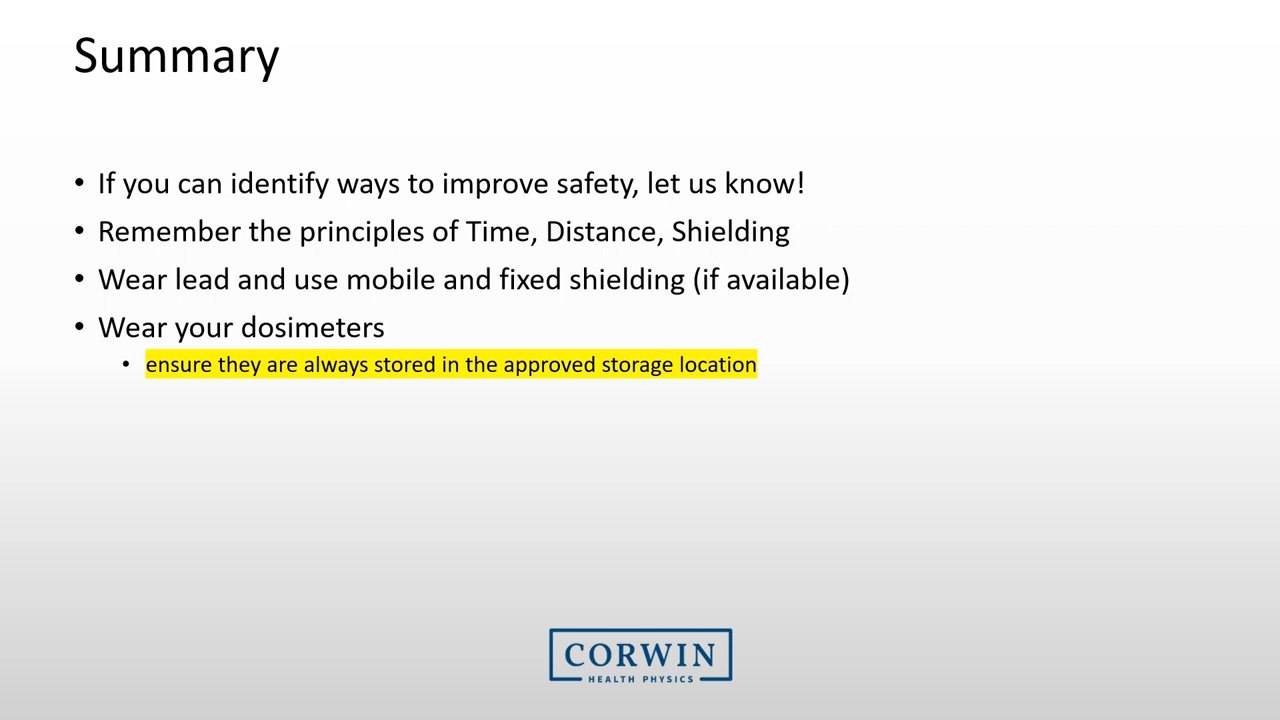 Summary
• If you can identify ways to improve safety, let us know!
• Remember the principles of Time, Distance, Shielding
• Wear lead and use mobile and fixed shielding (if available)
• Wear your dosimeters
• ensure they are always stored in the approved storage location
CORWIN
HEALTH PHYSICS